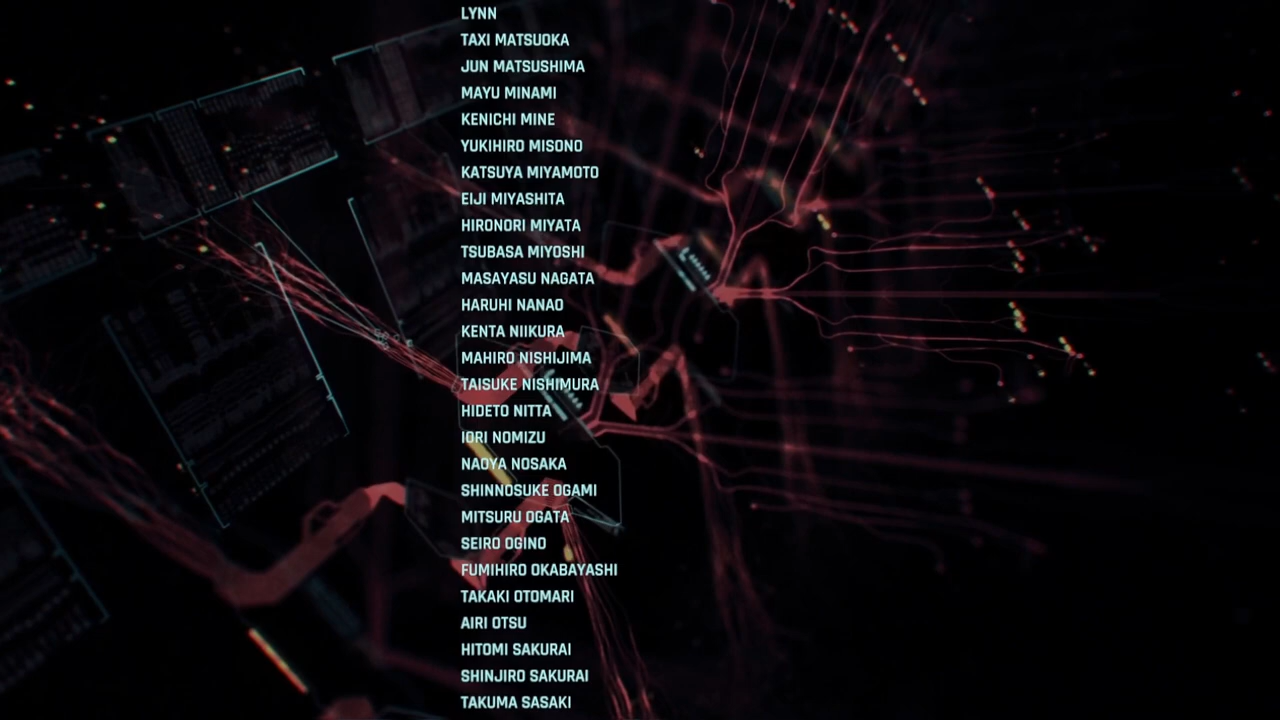 LYNN
TAXI MATSUOKA
JUN MATSUSHIMA
MAYU MINAMI
KENICHI MINE
YUKIHIRO MISONO
KATSUYA MIYAMOTO
EIJI MIYASHITA
HIRONORI MIYATA
TSUBASA MIYOSHI
MASAYASU NAGATA
HARUHI NANAO
KENTA NIIKURA
MAHIRO NISHIJIMA
TAISUKE NISHIMURA
HIDETO NITTA
IORI NOMIZU
NAOYA NOSAKA
SHINNOSUKE OGAMI
MITSURU OGATA
SEIRO OGINO
FUMIHIRO OKABAYASHI
TAKAKI OTOMARI
AIRI OTSU
HITOMI SAKURAI
SHINJIRO SAKURAI
TAKUMA SASAKI